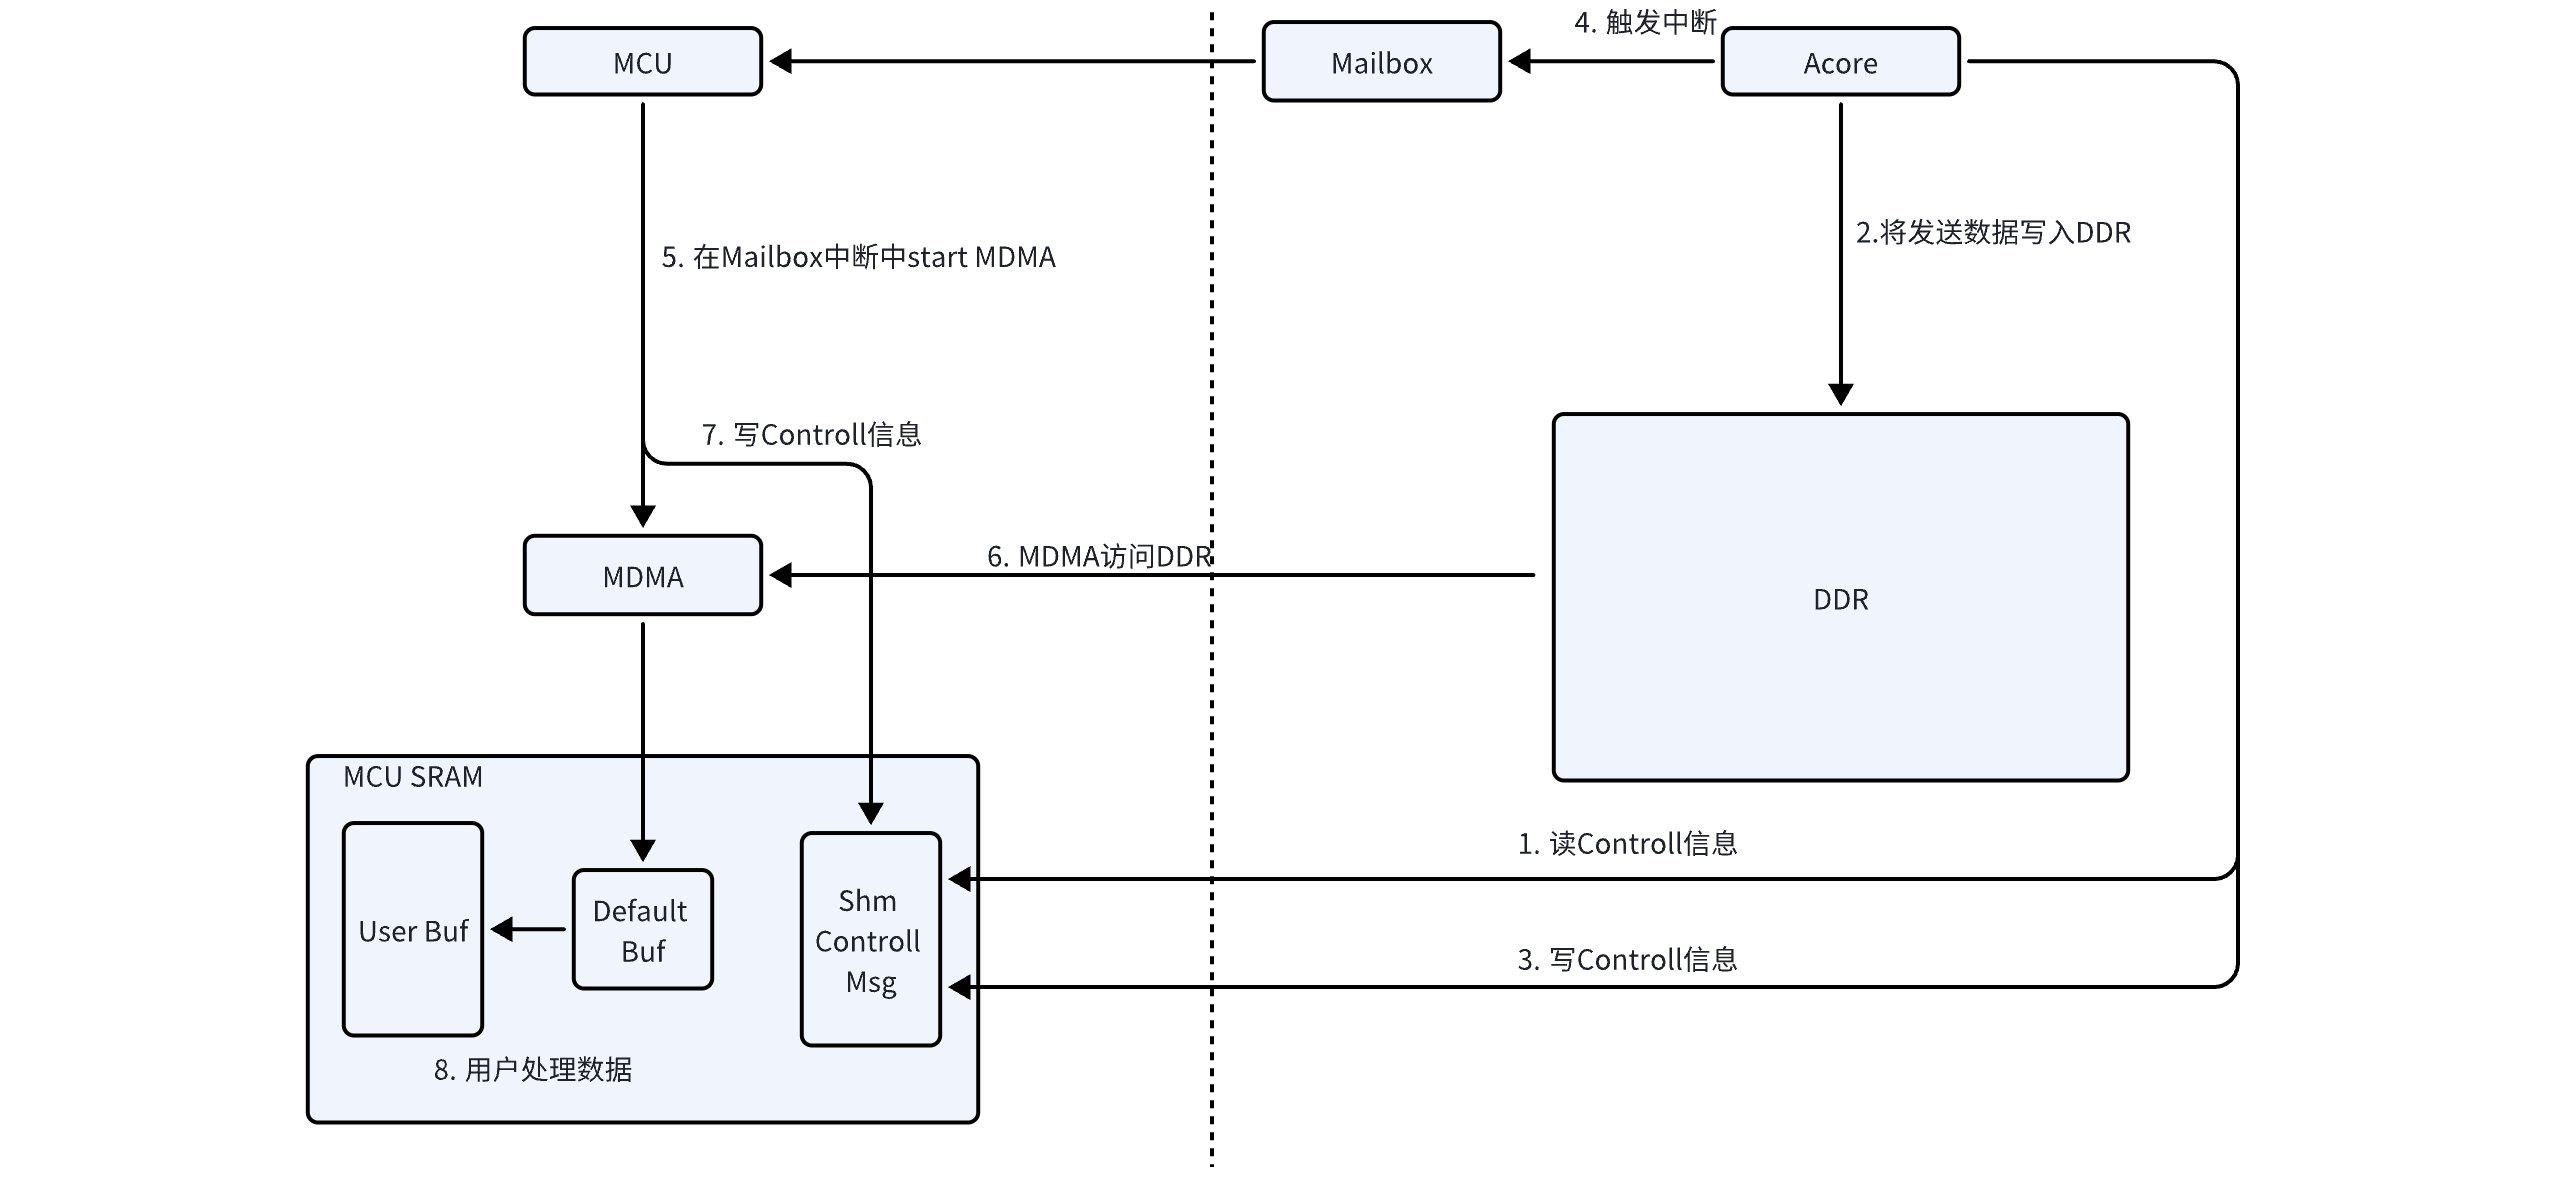 4. 触发中断
MCU
Mailbox
Acore
2.将发送数据写入DDR
5. 在Mailbox中断中start MDMA
7. 写Controll信息
6. MDMA访问DDR
MDMA
DDR
MCU SRAM
1. 读Controll信息
User Buf
Default
Buf
Shm
Controll
Msg
3. 写Controll信息
8. 用户处理数据